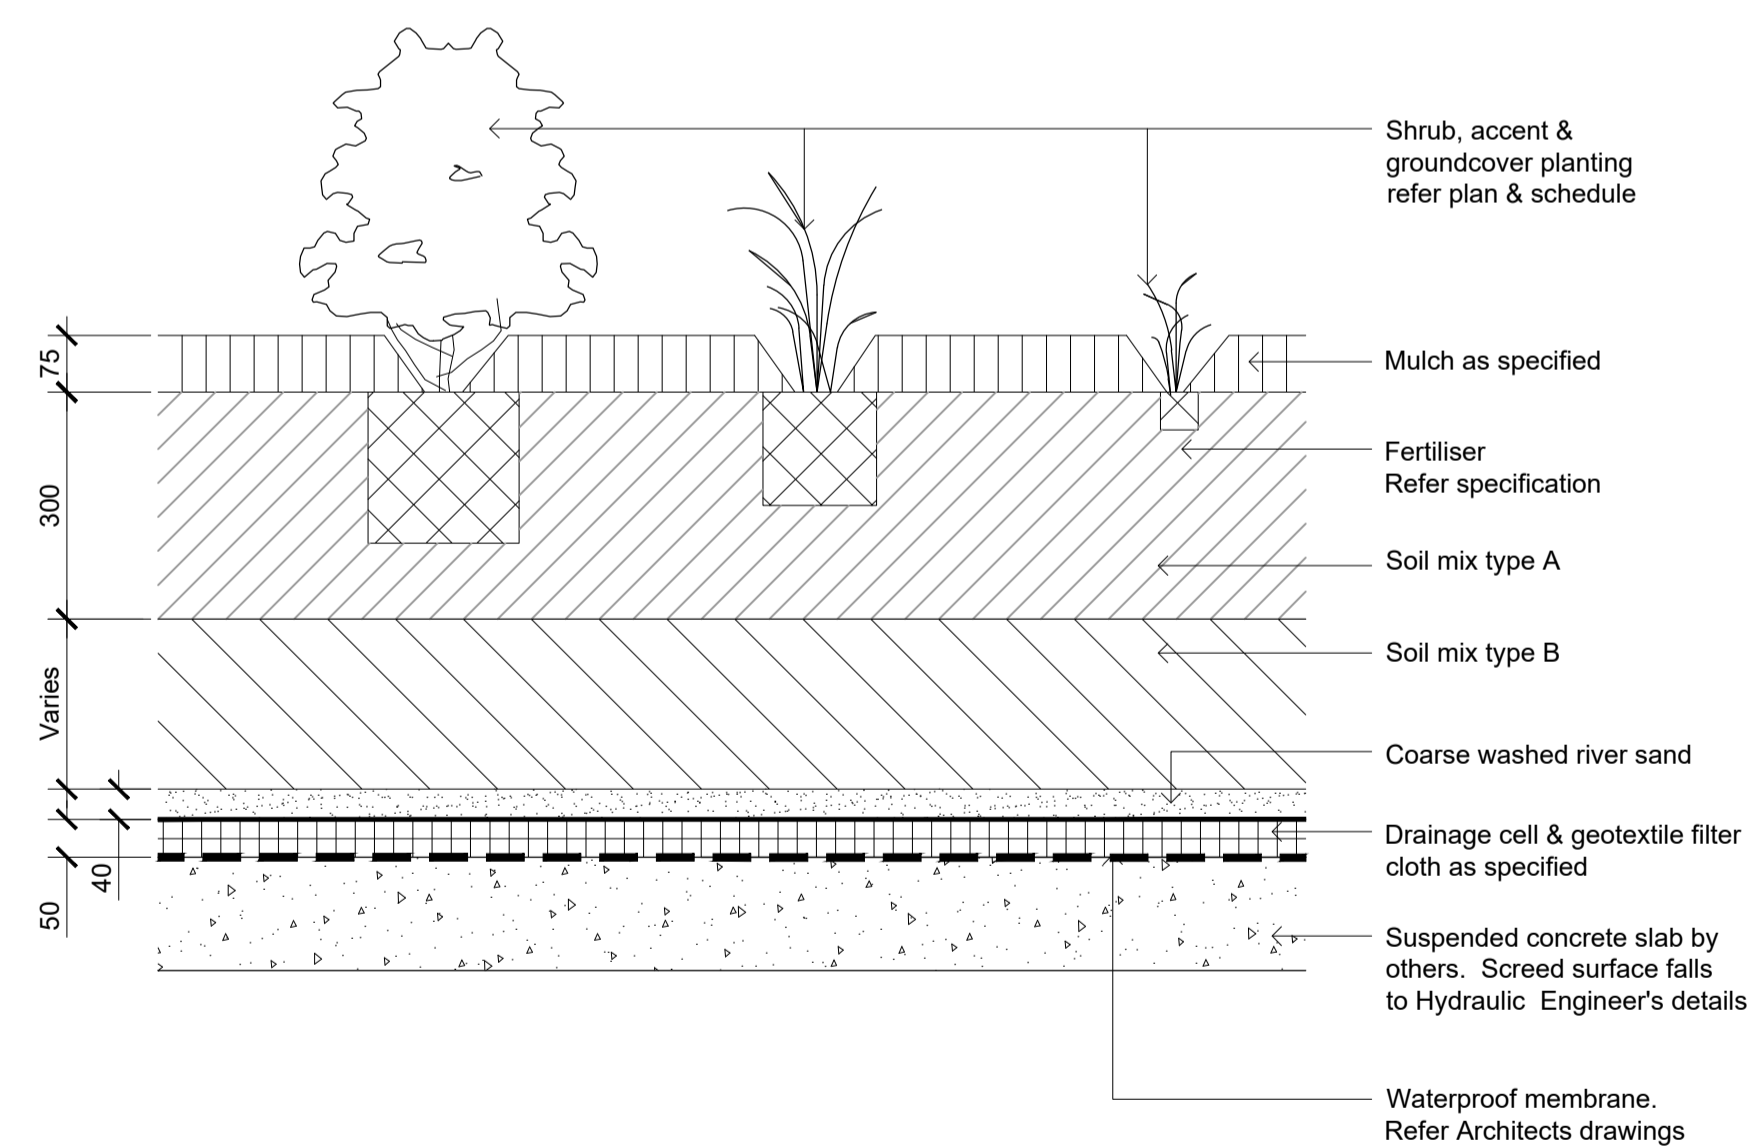 Shrub, accent &
groundcover planting
refer plan & schedule
75
Mulch as specified
Fertiliser
Refer specification
300
Soil mix type A
Soil mix type B
Varies
Coarse washed river sand
Drainage cell & geotextile filter
cloth as specified
40
50
Suspended concrete slab by
others.  Screed surface falls
to Hydraulic  Engineer's details
Waterproof membrane.
Refer Architects drawings